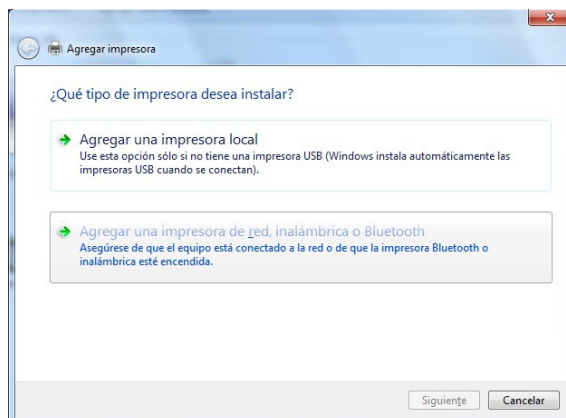 Agregar impresora
¿Qué tipo de impresora desea instalar?
Agregar una impresora local
Use esta opción sólo si no tiene una impresora USB (Windows instala automáticamente las
impresoras USB cuando se conectan).
Agregar una impresora de red, inalámbrica o Bluetooth
Asegúrese de que el equipo está conectado a la red o de que la impresora Bluetooth o
inalámbrica esté encendida.
Siguiente
Cancelar